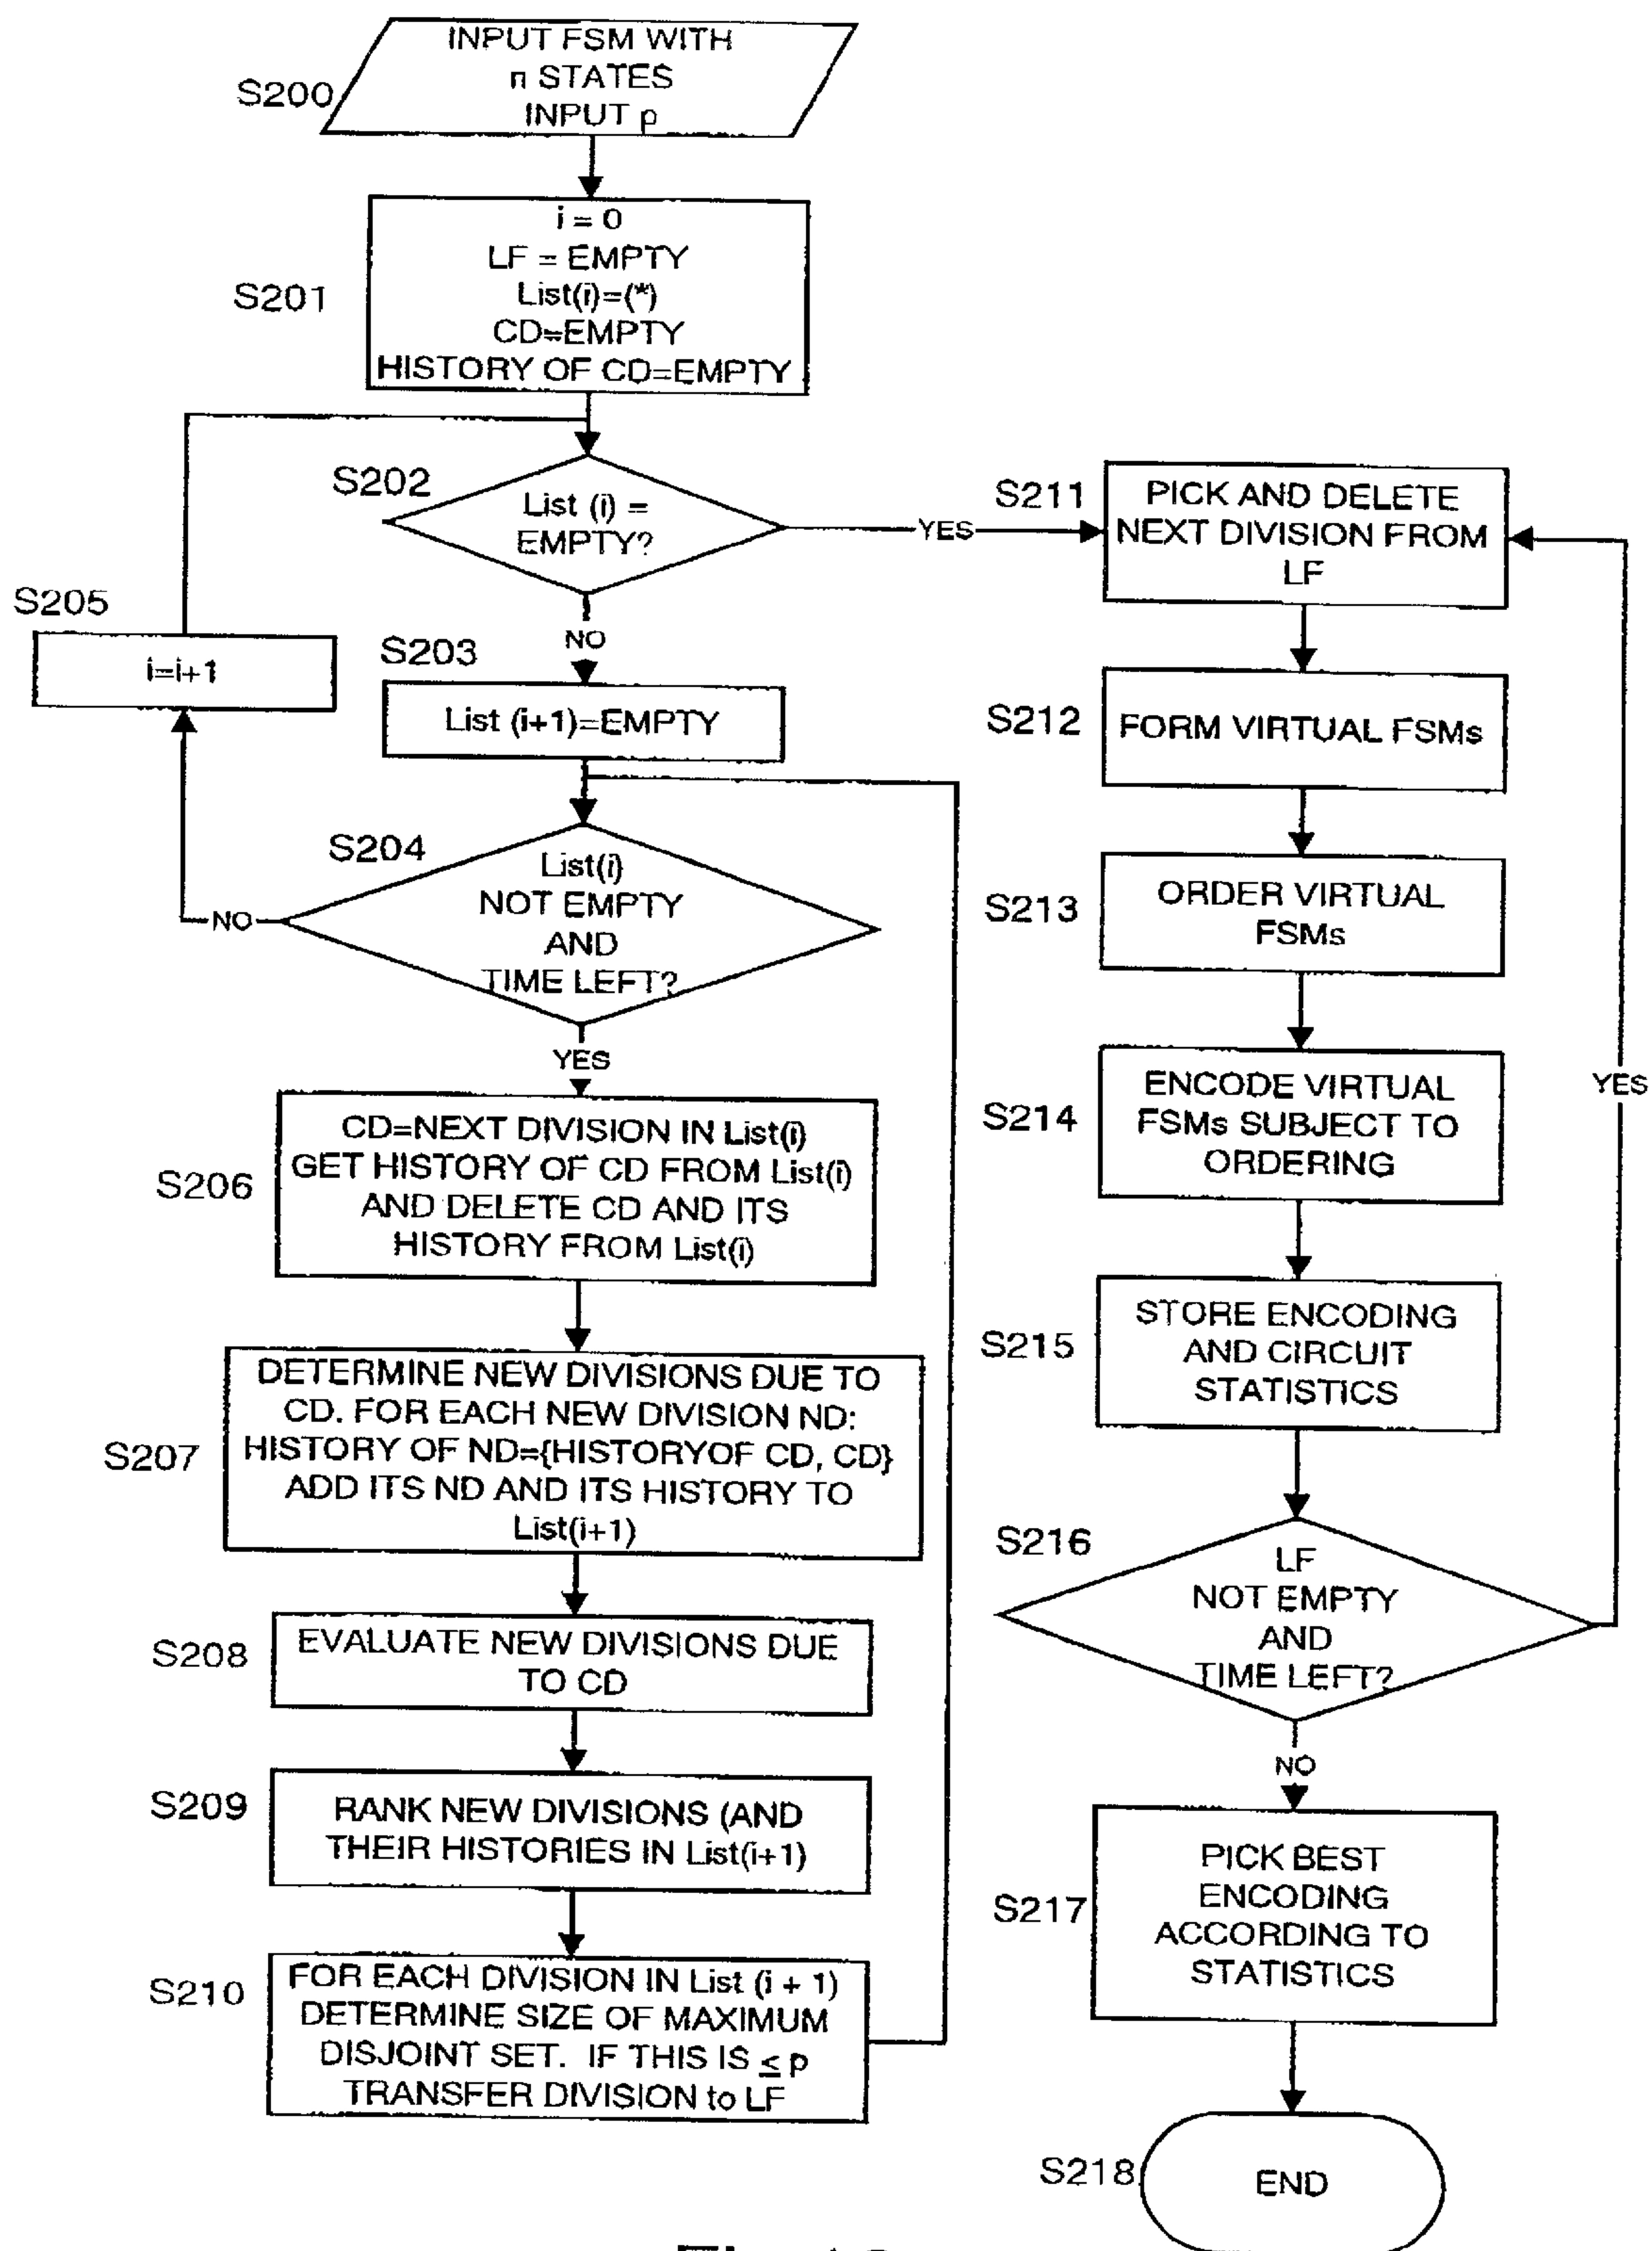 INPUT FSM WITH
n STATES
INPUT p
S200
i = 0
LF = EMPTY
List(i)=(*)
CD=EMPTY
HISTORY OF CD=EMPTY
S201
S202
List (i) =
EMPTY?
YES
NO
S205
i=i+1
S203
List (i+1)=EMPTY
S204
List(i)
NOT EMPTY
AND
TIME LEFT?
NO
YES
S206
CD=NEXT DIVISION IN List(i)
GET HISTORY OF CD FROM List(i)
AND DELETE CD AND ITS
HISTORY FROM List(i)
S207
DETERMINE NEW DIVISIONS DUE TO
CD. FOR EACH NEW DIVISION ND:
HISTORY OF ND={HISTORYOF CD, CD}
ADD ITS ND AND ITS HISTORY TO
List(i+1)
S208
EVALUATE NEW DIVISIONS DUE
TO CD
S209
RANK NEW DIVISIONS (AND
THEIR HISTORIES IN List(i+1)
S210
FOR EACH DIVISION IN List (i + 1)
DETERMINE SIZE OF MAXIMUM
DISJOINT SET. IF THIS IS ≤ p
TRANSFER DIVISION to LF
S211
PICK AND DELETE
NEXT DIVISION FROM
LF
S212
FORM VIRTUAL FSMs
S213
ORDER VIRTUAL
FSMs
S214
ENCODE VIRTUAL
FSMs SUBJECT TO
ORDERING
YES
S215
STORE ENCODING
AND CIRCUIT
STATISTICS
S216
LF
NOT EMPTY
AND
TIME LEFT?
NO
S217
PICK BEST
ENCODING
ACCORDING TO
STATISTICS
S218
END